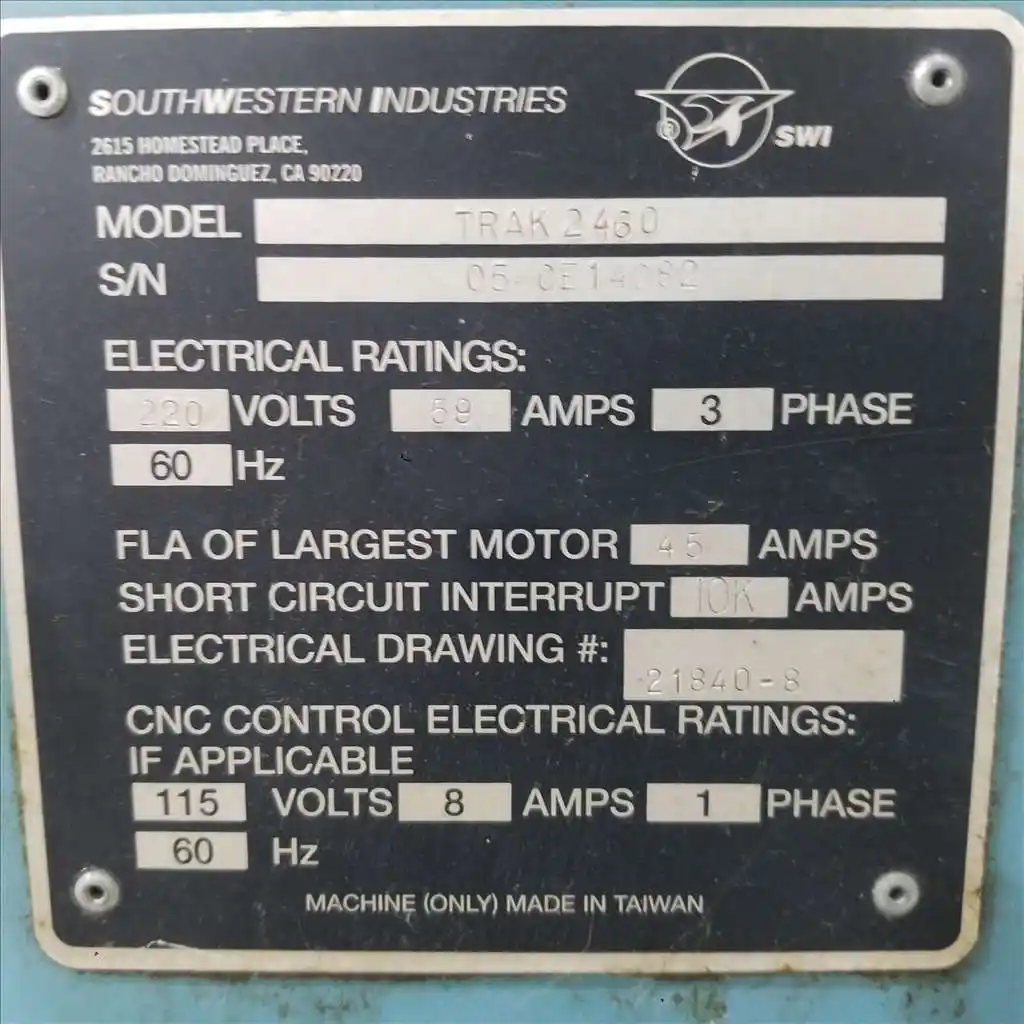 SOUTHWESTERN INDUSTRIES
® SWI
2615 HOMESTEAD PLACE,
RANCHO DOMINGUEZ, CA 90220
MODEL TRAK 2460
S/N
ELECTRICAL RATINGS:
220 VOLTS 59 AMPS 3 PHASE
60 Hz
FLA OF LARGEST MOTOR 45 AMPS
SHORT CIRCUIT INTERRUPT 10K AMPS
ELECTRICAL DRAWING #:
21840-8
CNC CONTROL ELECTRICAL RATINGS:
IF APPLICABLE
115 VOLTS 8 AMPS 1 PHASE
60 Hz
MACHINE (ONLY) MADE IN TAIWAN